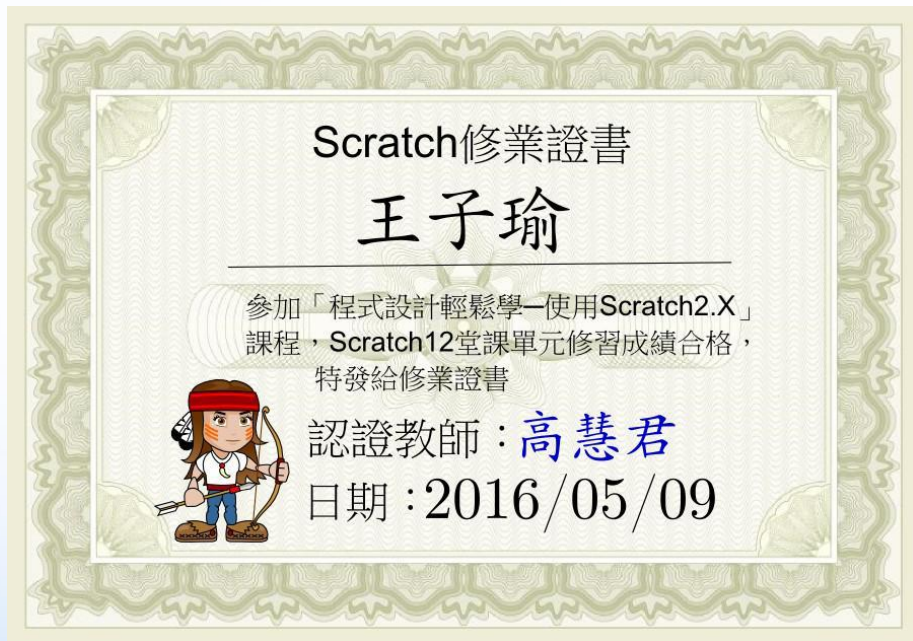 Scratch修業證書
王子瑜
參加「程式設計輕鬆學─使用Scratch2.X」
課程，Scratch12堂課單元修習成績合格，
特發給修業證書
認證教師：高慧君
日期：2016/05/09